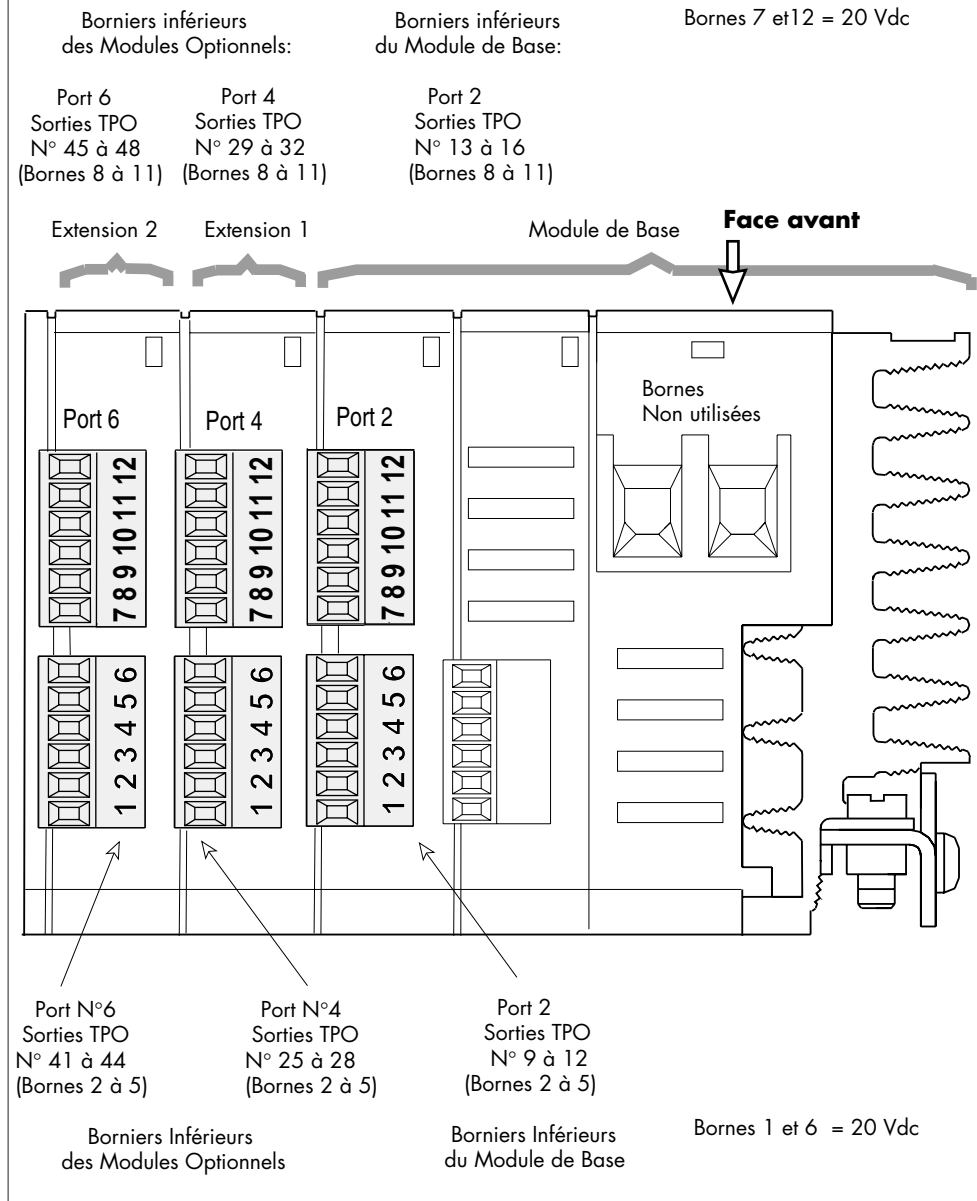 Borniers inférieurs
des Modules Optionnels:
Borniers inférieurs
du Module de Base:
Bornes 7 et12 = 20 Vdc
Port 6
Sorties TPO
N° 45 à 48
(Bornes 8 à 11)
Port 4
Sorties TPO
N° 29 à 32
(Bornes 8 à 11)
Port 2
Sorties TPO
N° 13 à 16
(Bornes 8 à 11)
Extension 2
Extension 1
Module de Base
Face avant
Bornes
Non utilisées
Port 6
Port 4
Port 2
7 8 9 10 11 12
7 8 9 10 11 12
7 8 9 10 11 12
1 2 3 4 5 6
1 2 3 4 5 6
1 2 3 4 5 6
Port N°6
Sorties TPO
N° 41 à 44
(Bornes 2 à 5)
Port N°4
Sorties TPO
N° 25 à 28
(Bornes 2 à 5)
Port 2
Sorties TPO
N° 9 à 12
(Bornes 2 à 5)
Borniers Inférieurs
des Modules Optionnels
Borniers Inférieurs
du Module de Base
Bornes 1 et 6 = 20 Vdc